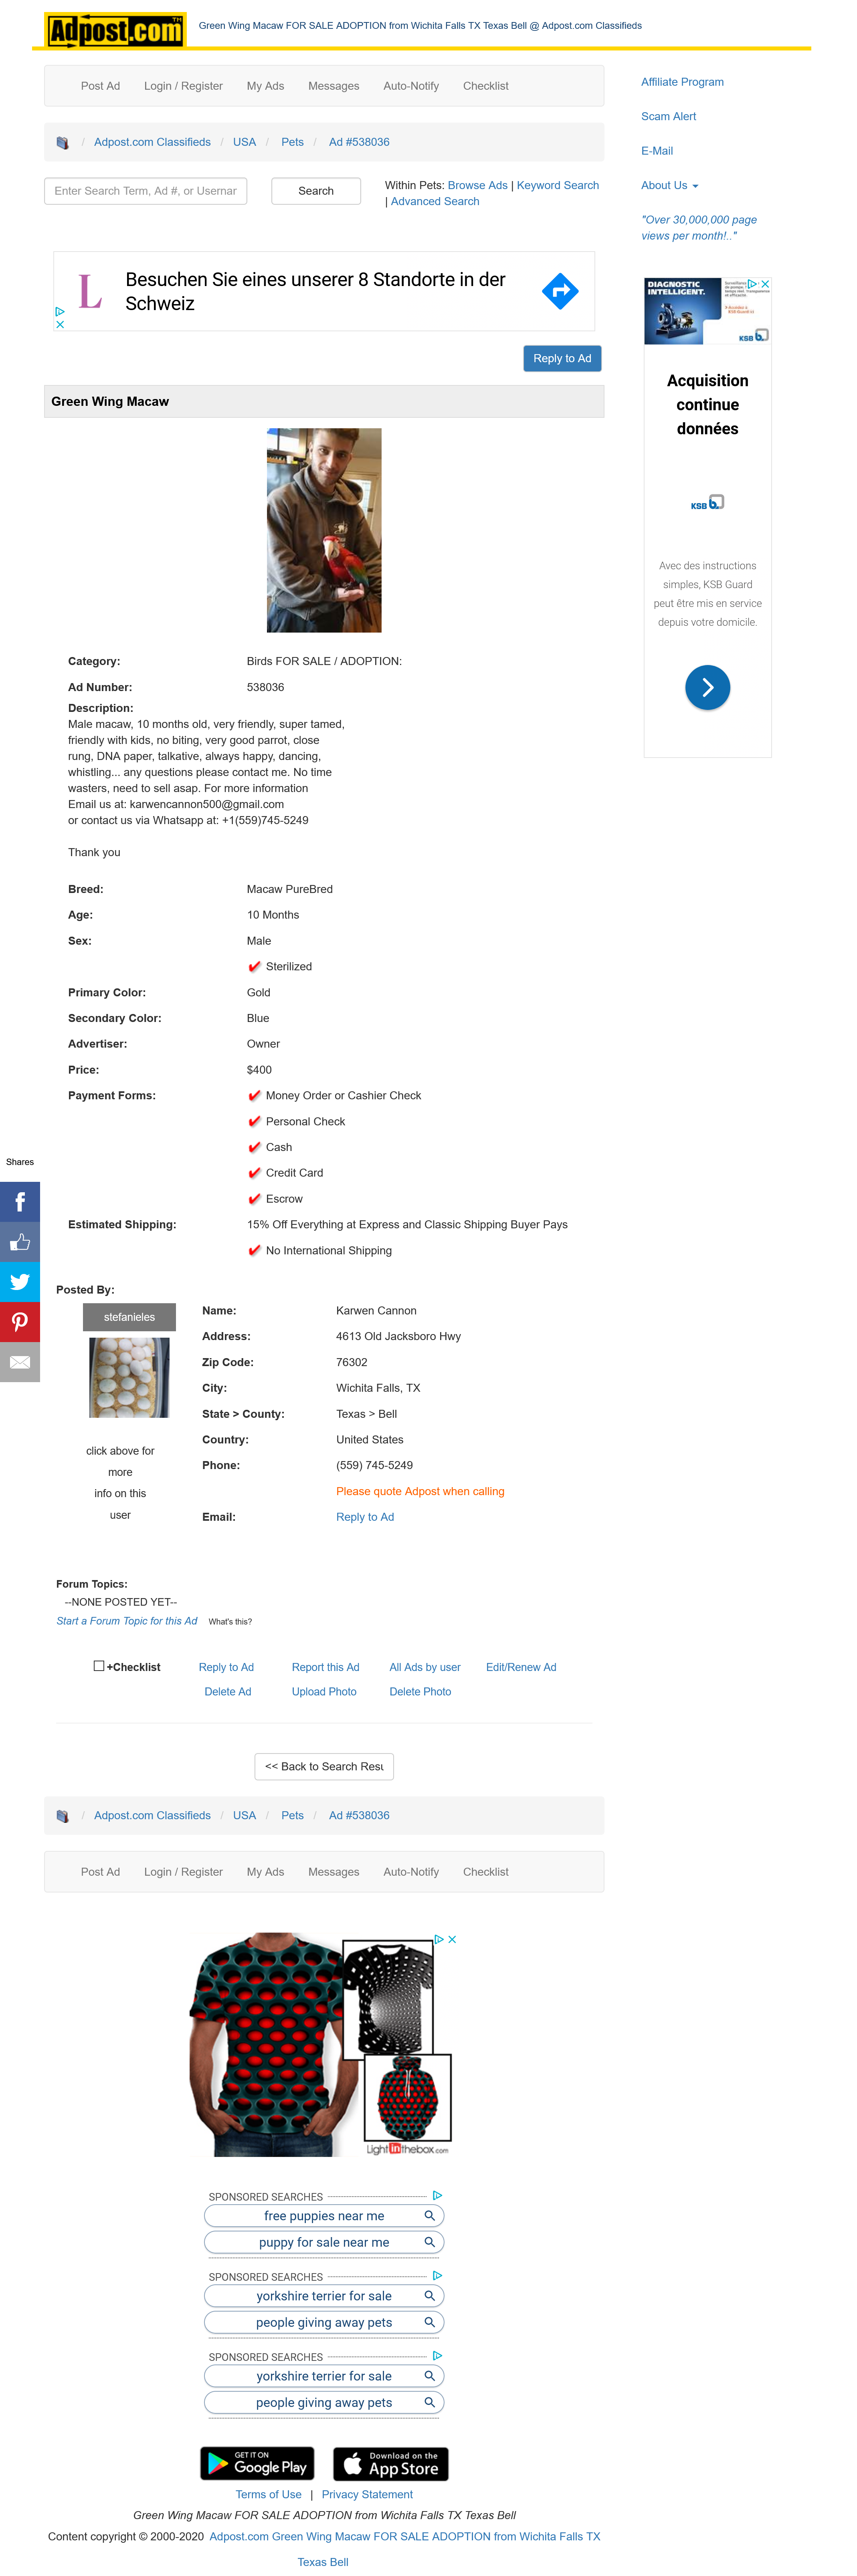 Adpost.com TM
Green Wing Macaw FOR SALE ADOPTION from Wichita Falls TX Texas Bell @ Adpost.com Classifieds
Post Ad Login / Register My Ads Messages Auto-Notify Checklist
/ Adpost.com Classifieds / USA / Pets / Ad #538036
Enter Search Term, Ad #, or Usernar Search Within Pets: Browse Ads | Keyword Search
| Advanced Search
Affiliate Program
Scam Alert
E-Mail
About Us
"Over 30,000,000 page
views per month!.."
L Besuchen Sie eines unserer 8 Standorte in der
Schweiz
Reply to Ad
DIAGNOSTIC
INTELLIGENT.
KSB b.
Acquisition
continue
données
KSB b.
Avec des instructions
simples, KSB Guard
peut être mis en service
depuis votre domicile.
Green Wing Macaw
Category: Birds FOR SALE / ADOPTION:
Ad Number: 538036
Description:
Male macaw, 10 months old, very friendly, super tamed,
friendly with kids, no biting, very good parrot, close
rung, DNA paper, talkative, always happy, dancing,
whistling... any questions please contact me. No time
wasters, need to sell asap. For more information
Email us at: karwencannon500@gmail.com
or contact us via Whatsapp at: +1(559)745-5249
Thank you
Breed: Macaw PureBred
Age: 10 Months
Sex: Male
Sterilized
Primary Color: Gold
Secondary Color: Blue
Advertiser: Owner
Price: $400
Payment Forms: Money Order or Cashier Check
Personal Check
Cash
Credit Card
Escrow
Estimated Shipping: 15% Off Everything at Express and Classic Shipping Buyer Pays
No International Shipping
Shares
f
Posted By:
stefanieles
click above for
more
info on this
user
Name: Karwen Cannon
Address: 4613 Old Jacksboro Hwy
Zip Code: 76302
City: Wichita Falls, TX
State > County: Texas > Bell
Country: United States
Phone: (559) 745-5249
Please quote Adpost when calling
Email: Reply to Ad
Forum Topics:
--NONE POSTED YET--
Start a Forum Topic for this Ad What's this?
+Checklist Reply to Ad Report this Ad All Ads by user Edit/Renew Ad
Delete Ad Upload Photo Delete Photo
<< Back to Search Resu
/ Adpost.com Classifieds / USA / Pets / Ad #538036
Post Ad Login / Register My Ads Messages Auto-Notify Checklist
Lightinthebox.com
SPONSORED SEARCHES
free puppies near me
puppy for sale near me
SPONSORED SEARCHES
yorkshire terrier for sale
people giving away pets
SPONSORED SEARCHES
yorkshire terrier for sale
people giving away pets
GET IT ON
Google Play
Download on the
App Store
Terms of Use | Privacy Statement
Green Wing Macaw FOR SALE ADOPTION from Wichita Falls TX Texas Bell
Content copyright © 2000-2020 Adpost.com Green Wing Macaw FOR SALE ADOPTION from Wichita Falls TX
Texas Bell